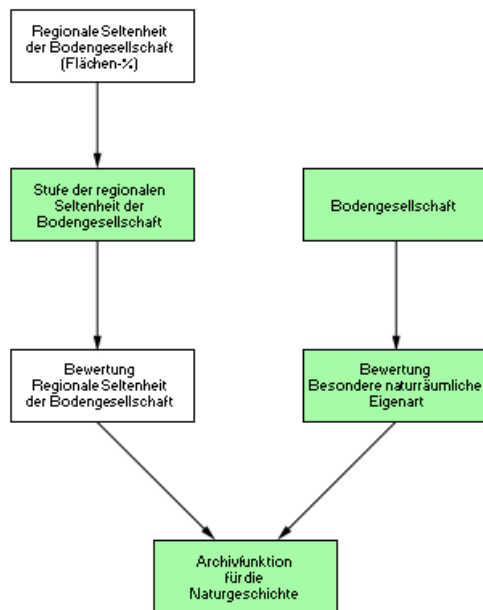 Regionale Seltenheit
der Bodengesellschaft
(Flächen-%)
Stufe der regionalen
Seltenheit der
Bodengesellschaft
Bodengesellschaft
Bewertung
Regionale Seltenheit
der Bodengesellschaft
Bewertung
Besondere naturräumliche
Eigenart
Archivfunktion
für die
Naturgeschichte